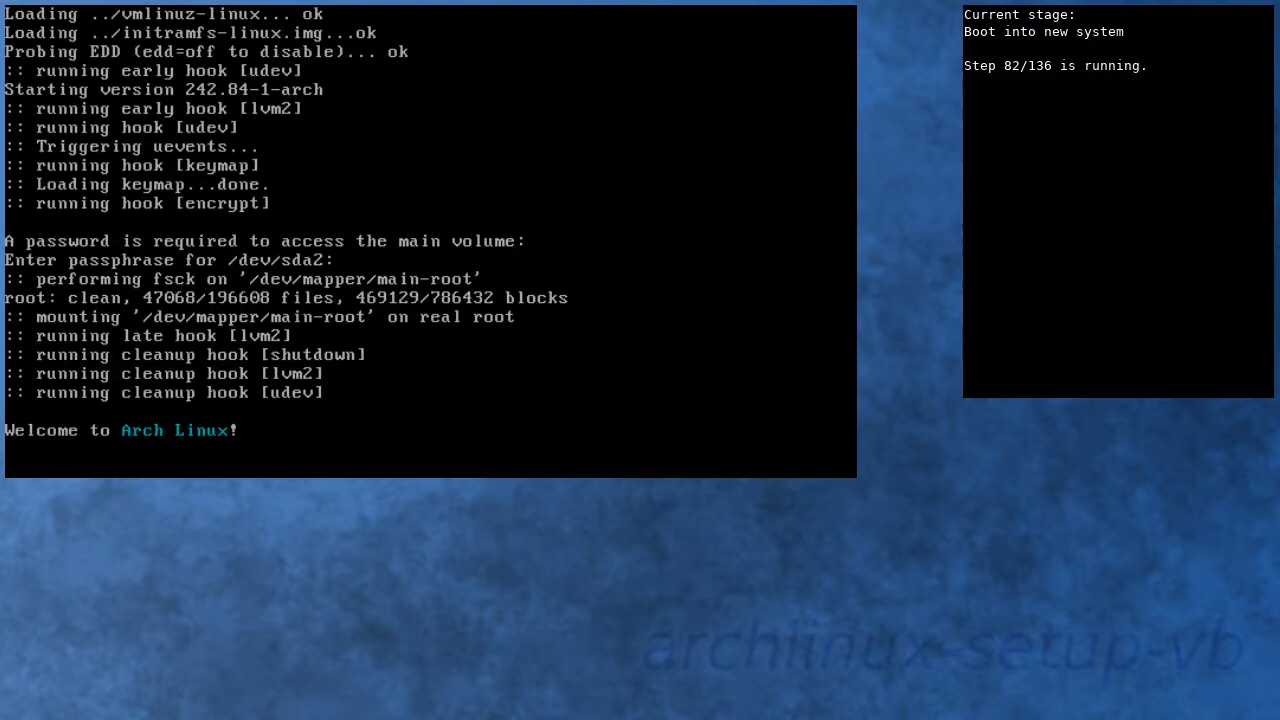 Loading ../vmlinuz-linux... ok
Loading ../initramfs-linux.img...ok
Probing EDD (edd=off to disable)... ok
:: running early hook [udev]
Starting version 242.84-1-arch
:: running early hook [lvm2]
:: running hook [udev]
:: Triggering uevents...
:: running hook [keymap]
:: Loading keymap...done.
:: running hook [encrypt]
A password is required to access the main volume:
Enter passphrase for /dev/sda2:
:: performing fsck on '/dev/mapper/main-root'
root: clean, 47068/196608 files, 469129/786432 blocks
:: mounting '/dev/mapper/main-root' on real root
:: running late hook [lvm2]
:: running cleanup hook [shutdown]
:: running cleanup hook [lvm2]
:: running cleanup hook [udev]
Welcome to Arch Linux!
Current stage:
Boot into new system
Step 82/136 is running.
archlinux-setup-vb